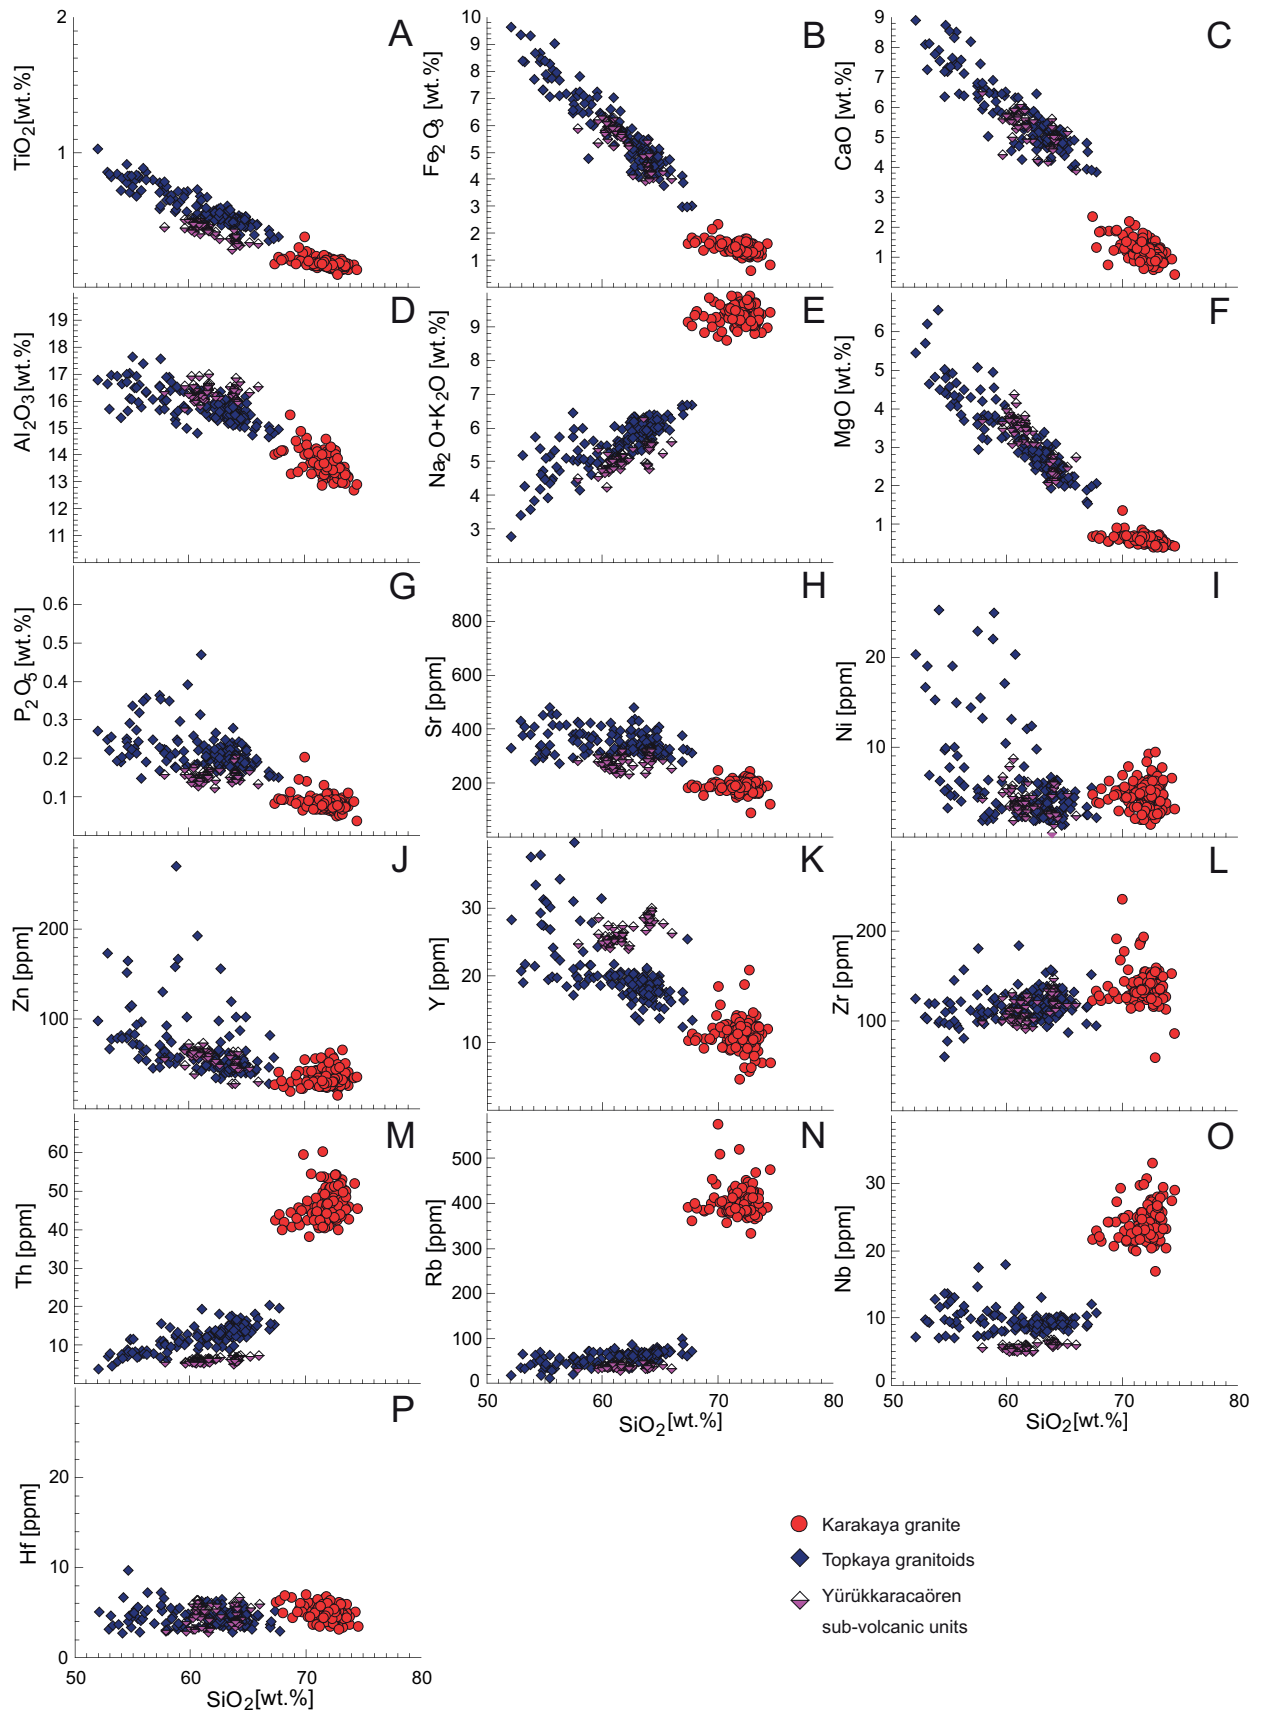 A
TiO2[wt.%]
2
1
B
Fe2O3 [wt.%]
10
9
8
7
6
5
4
3
2
1
C
CaO [wt.%]
9
8
7
6
5
4
3
2
1
D
Al2O3[wt.%]
19
18
17
16
15
14
13
12
11
E
Na2O+K2O [wt.%]
9
8
7
6
5
4
3
F
MgO [wt.%]
6
5
4
3
2
1
G
P2O5 [wt.%]
0.6
0.5
0.4
0.3
0.2
0.1
H
Sr [ppm]
800
600
400
200
I
Ni [ppm]
20
10
J
Zn [ppm]
200
100
K
Y [ppm]
30
20
10
L
Zr [ppm]
200
100
M
Th [ppm]
60
50
40
30
20
10
N
Rb [ppm]
500
400
300
200
100
0
50 60 70 80
SiO2[wt.%]
O
Nb [ppm]
30
20
10
0
50 60 70 80
SiO2[wt.%]
P
Hf [ppm]
20
10
0
50 60 70 80
SiO2[wt.%]
Karakaya granite
Topkaya granitoids
Yürükkaracaören
sub-volcanic units